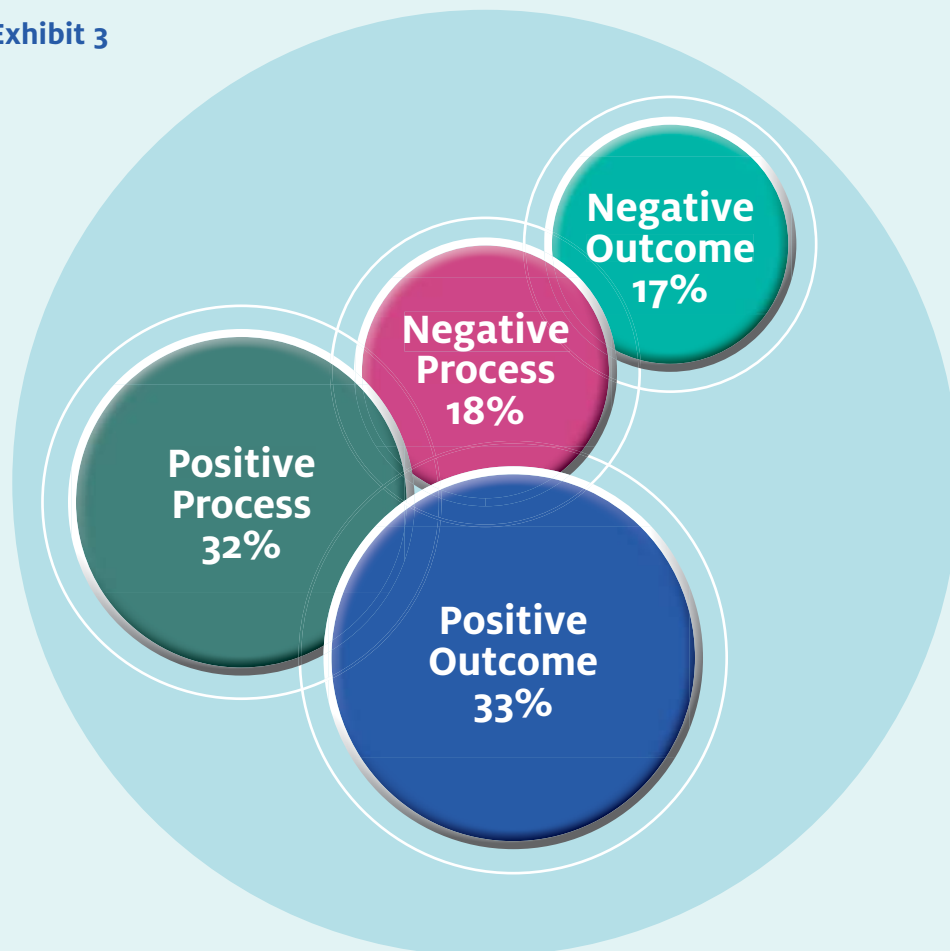 Exhibit 3
Negative
Outcome
17%
Negative
Process
18%
Positive
Process
32%
Positive
Outcome
33%